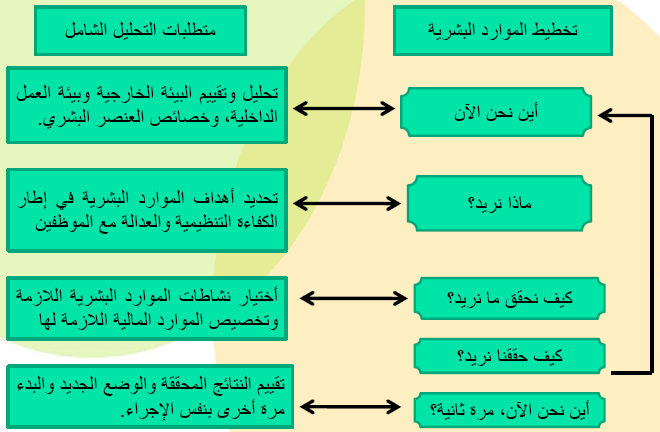 تخطيط الموارد البشرية
متطلبات التحليل الشامل
أين نحن الآن
تحليل وتقييم البيئة الخارجية وبيئة العمل
الداخلية، وخصائص العنصر البشري.
ماذا نريد؟
تحديد أهداف الموارد البشرية في إطار
الكفاءة التنظيمية والعدالة مع الموظفين
كيف نحقق ما نريد؟
أختيار نشاطات الموارد البشرية اللازمة
وتخصيص الموارد المالية اللازمة لها
كيف حققنا نريد؟
أين نحن الآن، مرة ثانية؟
تقييم النتائج المحققة والوضع الجديد والبدء
مرة أخرى بنفس الإجراء.